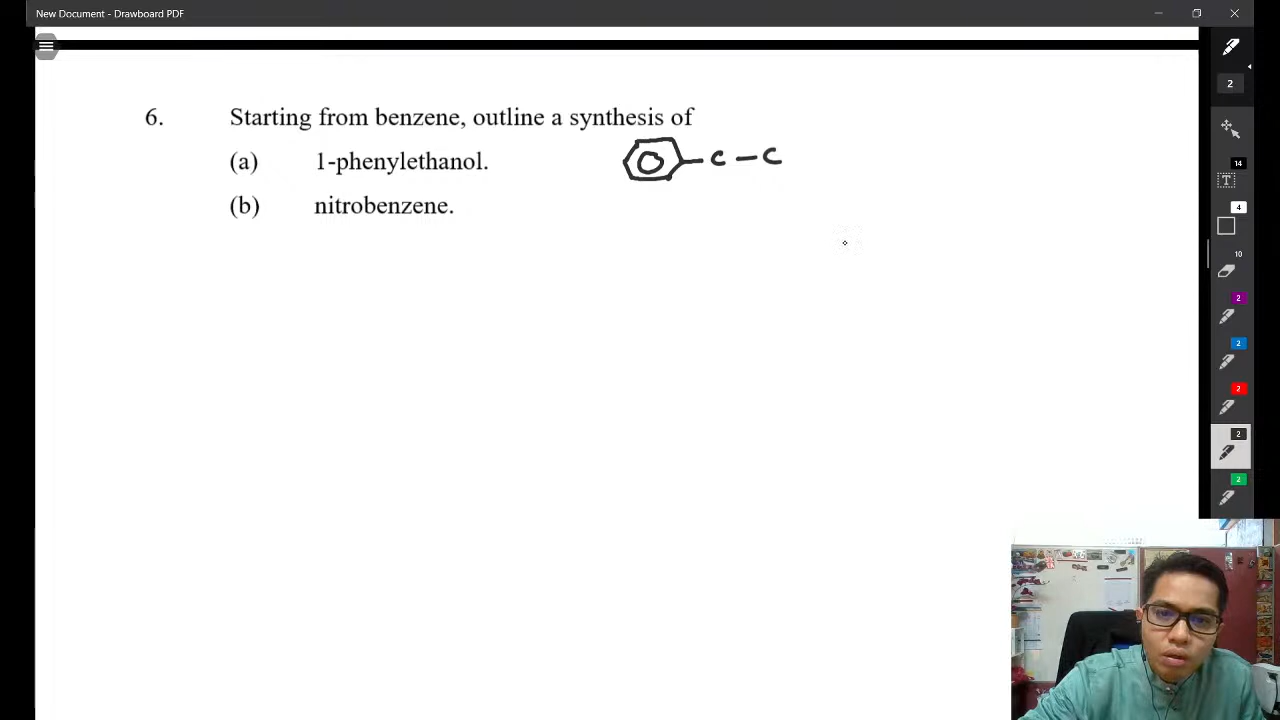 New Document - Drawboard PDF
2
6. Starting from benzene, outline a synthesis of
(a) 1-phenylethanol.
C - C
(b) nitrobenzene.
14
T
4
10
2
2
2
2
2